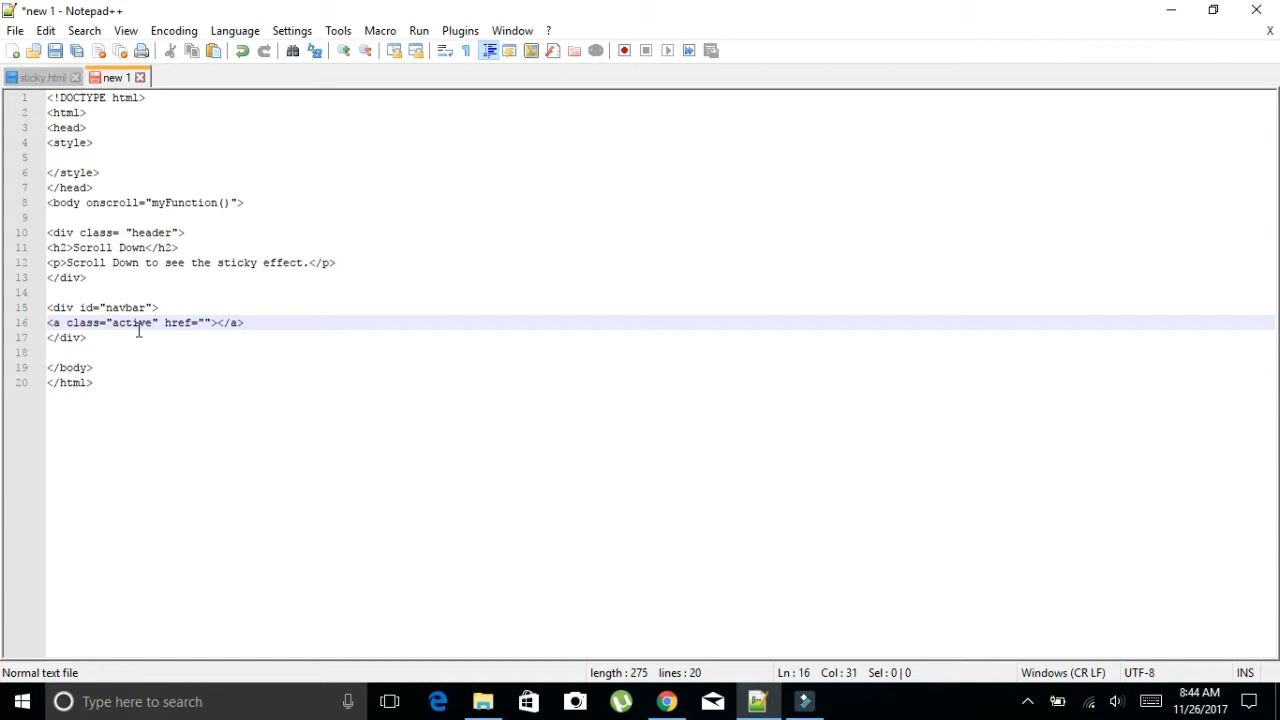 *new 1 - Notepad++
File Edit Search View Encoding Language Settings Tools Macro Run Plugins Window ? X
sticky.html new 1
1 <!DOCTYPE html>
2 <html>
3 <head>
4 <style>
5
6 </style>
7 </head>
8 <body onscroll="myFunction()">
9
10 <div class= "header">
11 <h2>Scroll Down</h2>
12 <p>Scroll Down to see the sticky effect.</p>
13 </div>
14
15 <div id="navbar">
16 <a class="active" href=""></a>
17 </div>
18
19 </body>
20 </html>
Normal text file length : 275 lines : 20 Ln : 16 Col : 31 Sel : 0 | 0 Windows (CR LF) UTF-8 INS
Type here to search 8:44 AM
11/26/2017